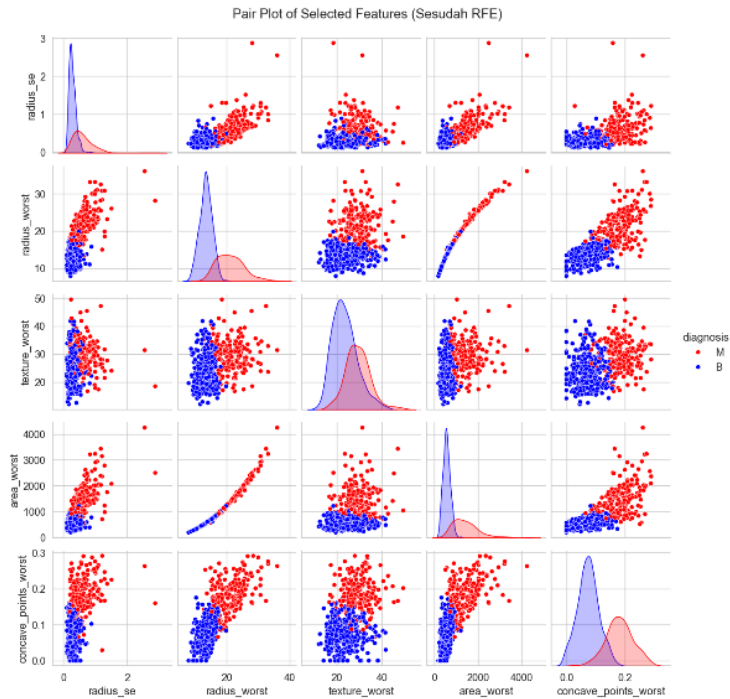 Pair Plot of Selected Features (Sesudah RFE)
radius_se
3
2
1
0
radius_worst
30
20
10
texture_worst
50
40
30
20
diagnosis
M
B
area_worst
4000
3000
2000
1000
0
concave_points_worst
0.3
0.2
0.1
0.0
0 2
20 40
20 40
0 2000 4000
0.0 0.2
radius_se
radius_worst
texture_worst
area_worst
concave_points_worst